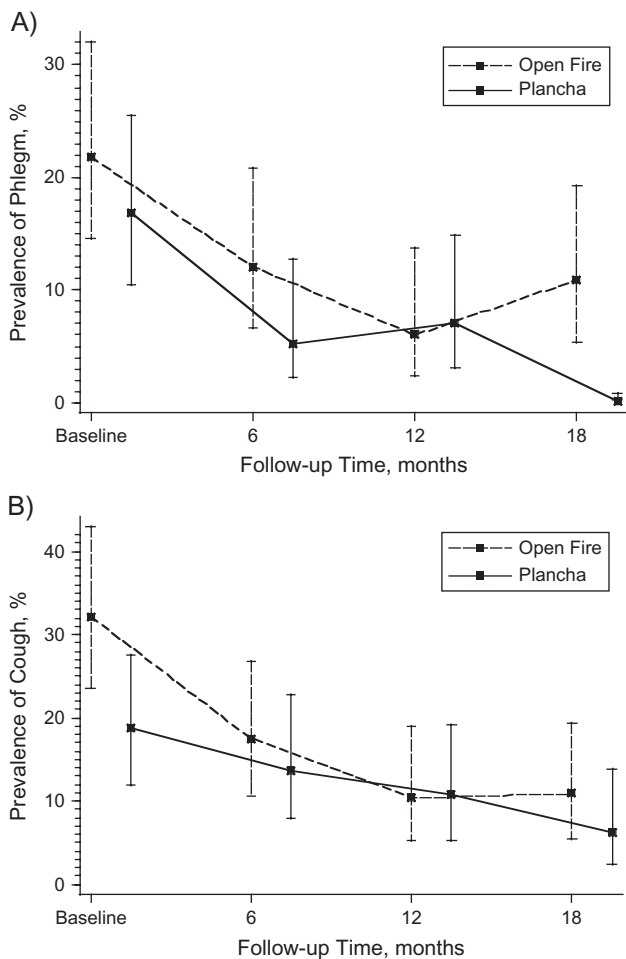 A)
Prevalence of Phlegm, %
30
20
10
0
Open Fire
Plancha
Baseline
6
12
18
Follow-up Time, months
B)
Prevalence of Cough, %
40
30
20
10
0
Open Fire
Plancha
Baseline
6
12
18
Follow-up Time, months